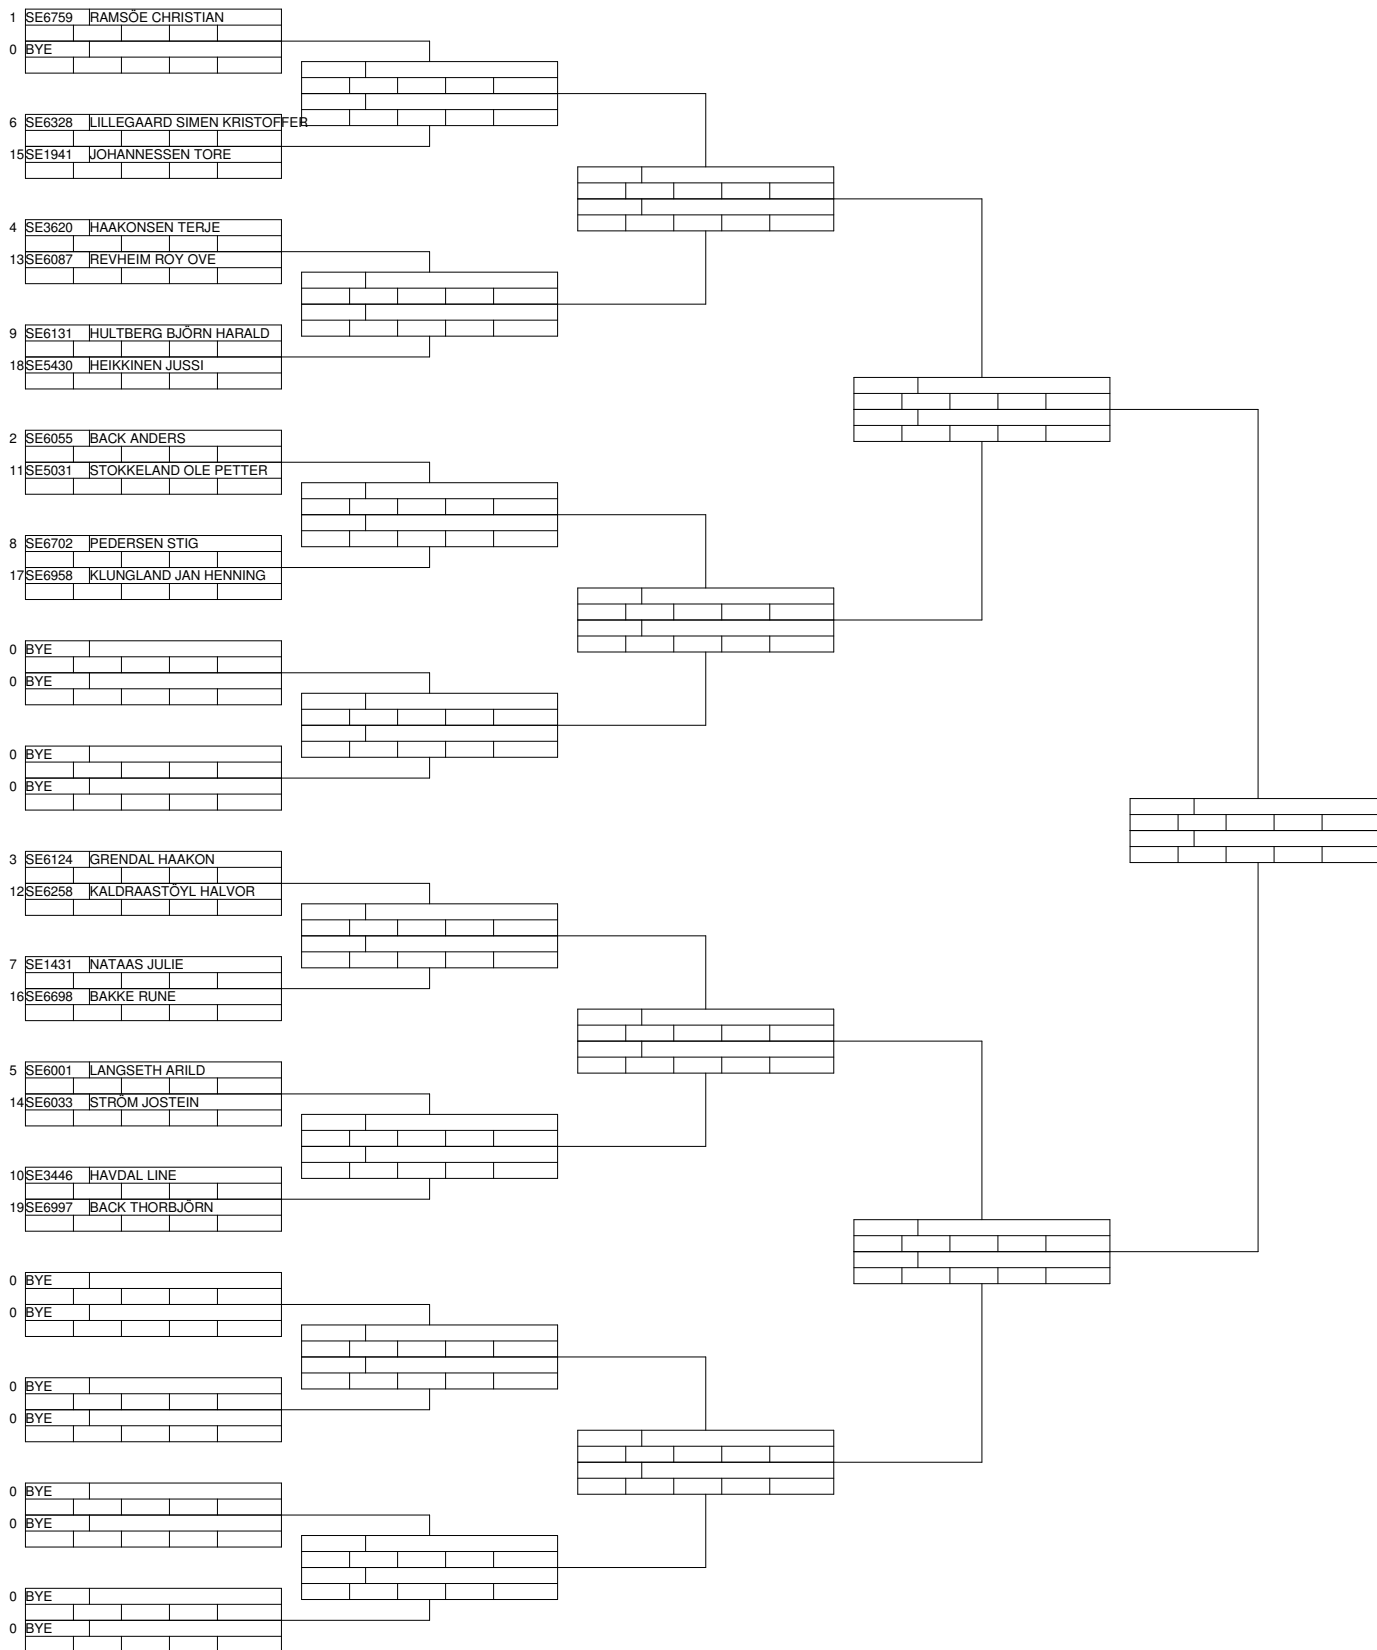 1 SE6759 RAMSÖE CHRISTIAN
0 BYE
6 SE6328 LILLEGAARD SIMEN KRISTOFFER
15 SE1941 JOHANNESSEN TORE
4 SE3620 HAAKONSEN TERJE
13 SE6087 REVHEIM ROY OVE
9 SE6131 HULTBERG BJÖRN HARALD
18 SE5430 HEIKKINEN JUSSI
2 SE6055 BACK ANDERS
11 SE5031 STOKKELAND OLE PETTER
8 SE6702 PEDERSEN STIG
17 SE6958 KLUNGLAND JAN HENNING
0 BYE
0 BYE
0 BYE
0 BYE
3 SE6124 GRENDAL HAAKON
12 SE6258 KALDRAASTÖYL HALVOR
7 SE1431 NATAAS JULIE
16 SE6698 BAKKE RUNE
5 SE6001 LANGSETH ARILD
14 SE6033 STRÖM JOSTEIN
10 SE3446 HAVDAL LINE
19 SE6997 BACK THORBJÖRN
0 BYE
0 BYE
0 BYE
0 BYE
0 BYE
0 BYE
0 BYE
0 BYE